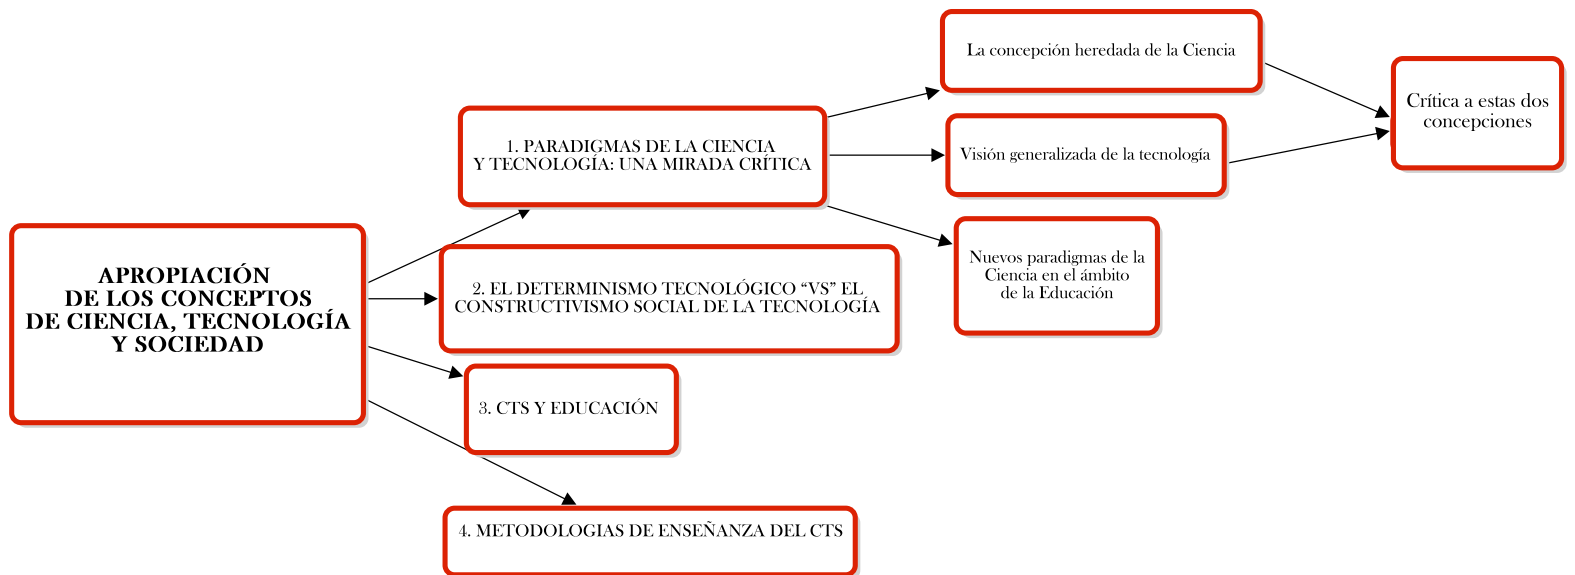 APROPIACIÓN
DE LOS CONCEPTOS
DE CIENCIA, TECNOLOGÍA
Y SOCIEDAD
1. PARADIGMAS DE LA CIENCIA
Y TECNOLOGÍA: UNA MIRADA CRÍTICA
La concepción heredada de la Ciencia
Visión generalizada de la tecnología
Nuevos paradigmas de la
Ciencia en el ámbito
de la Educación
Crítica a estas dos
concepciones
2. EL DETERMINISMO TECNOLÓGICO “VS” EL
CONSTRUCTIVISMO SOCIAL DE LA TECNOLOGÍA
3. CTS Y EDUCACIÓN
4. METODOLOGIAS DE ENSEÑANZA DEL CTS